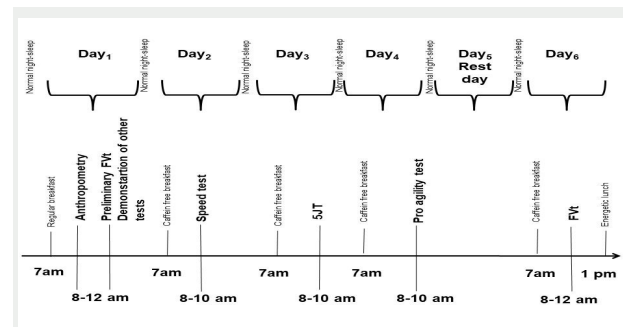 Normal night-sleep
Day1
Normal night-sleep
Day2
Normal night-sleep
Day3
Normal night-sleep
Day4
Normal night-sleep
Day5
Rest
day
Normal night-sleep
Day6
Regular breakfast
Anthropometry
Preliminary FVt
Demonstartion of other
tests
Caffein free breakfast
Speed test
Caffein free breakfast
5JT
Caffein free breakfast
Pro agility test
Caffein free breakfast
FVt
Energetic lunch
7am
8-12 am
7am
8-10 am
7am
8-10 am
7am
8-10 am
7am
8-12 am
1 pm